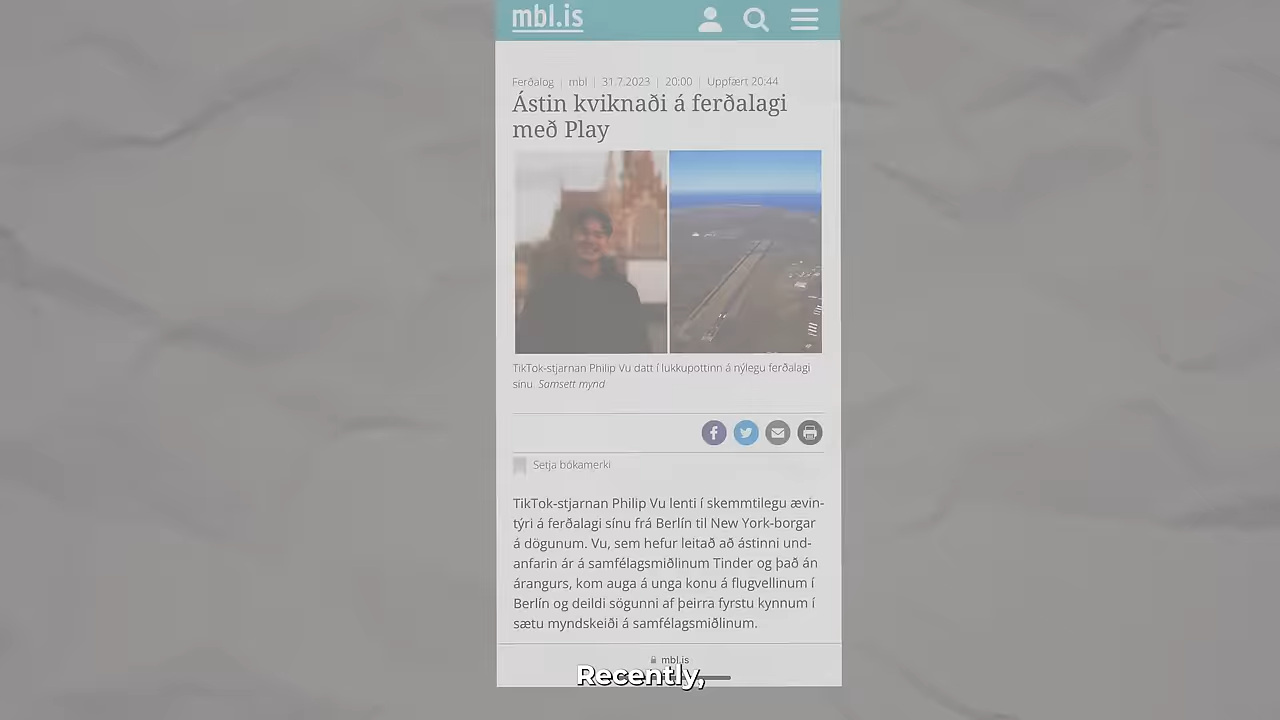 mbl.is
Ferðalog | mbl | 31.7.2023 | 20:00 | Uppfært 20:44
Ástin kviknaði á ferðalagi
með Play
TikTok-stjarnan Philip Vu datt í lukkupottinn á nýlegu ferðalagi
sínu. Samsett mynd
Setja bókamerki
TikTok-stjarnan Philip Vu lenti í skemmtilegu ævin-
týri á ferðalagi sínu frá Berlín til New York-borgar
á dögunum. Vu, sem hefur leitað að ástinni und-
anfarin ár á samfélagsmiðlinum Tinder og það án
árangurs, kom auga á unga konu á flugvellinum í
Berlín og deildi sögunni af þeirra fyrstu kynnum í
sætu myndskeiði á samfélagsmiðlinum.
mbl.is
Recently,